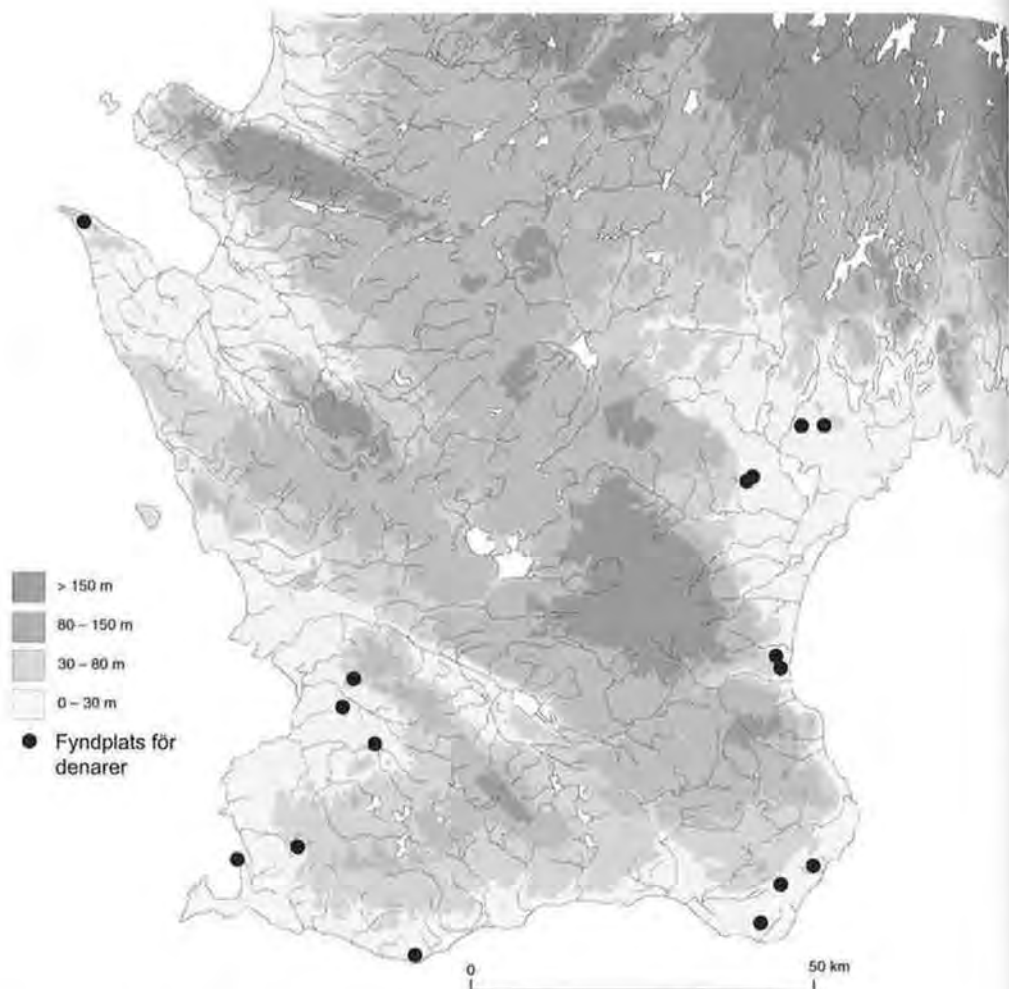 > 150 m
80 – 150 m
30 – 80 m
0 – 30 m
Fyndplats för
denarer
0
50 km